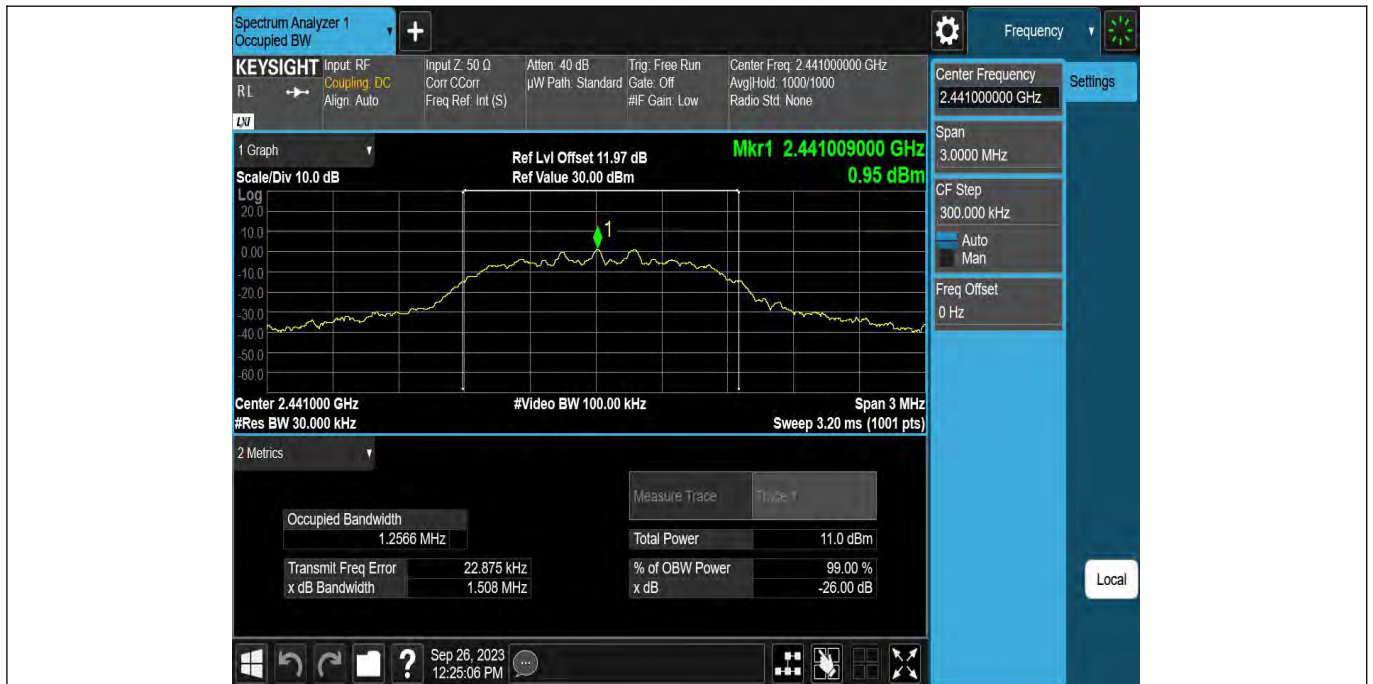 Spectrum Analyzer 1
Occupied BW
+
Frequency
KEYSIGHT
R L
LXI
Input: RF
Coupling: DC
Align: Auto
Input Z: 50 Ω
Corr CCorr
Freq Ref: Int (S)
Atten: 40 dB
µW Path: Standard
Trig: Free Run
Gate: Off
#IF Gain: Low
Center Freq: 2.441000000 GHz
Avg|Hold: 1000/1000
Radio Std: None
Center Frequency
2.441000000 GHz
Settings
Span
3.0000 MHz
CF Step
300.000 kHz
Auto
Man
Freq Offset
0 Hz
Local
1 Graph
Scale/Div 10.0 dB
Ref Lvl Offset 11.97 dB
Ref Value 30.00 dBm
Mkr1 2.441009000 GHz
0.95 dBm
Log
20.0
10.0
0.00
-10.0
-20.0
-30.0
-40.0
-50.0
-60.0
1
Center 2.441000 GHz
#Video BW 100.00 kHz
Span 3 MHz
#Res BW 30.000 kHz
Sweep 3.20 ms (1001 pts)
2 Metrics
Measure Trace
Trace 1
Occupied Bandwidth
1.2566 MHz
Total Power
11.0 dBm
Transmit Freq Error
22.875 kHz
% of OBW Power
99.00 %
x dB Bandwidth
1.508 MHz
x dB
-26.00 dB
?
Sep 26, 2023
12:25:06 PM